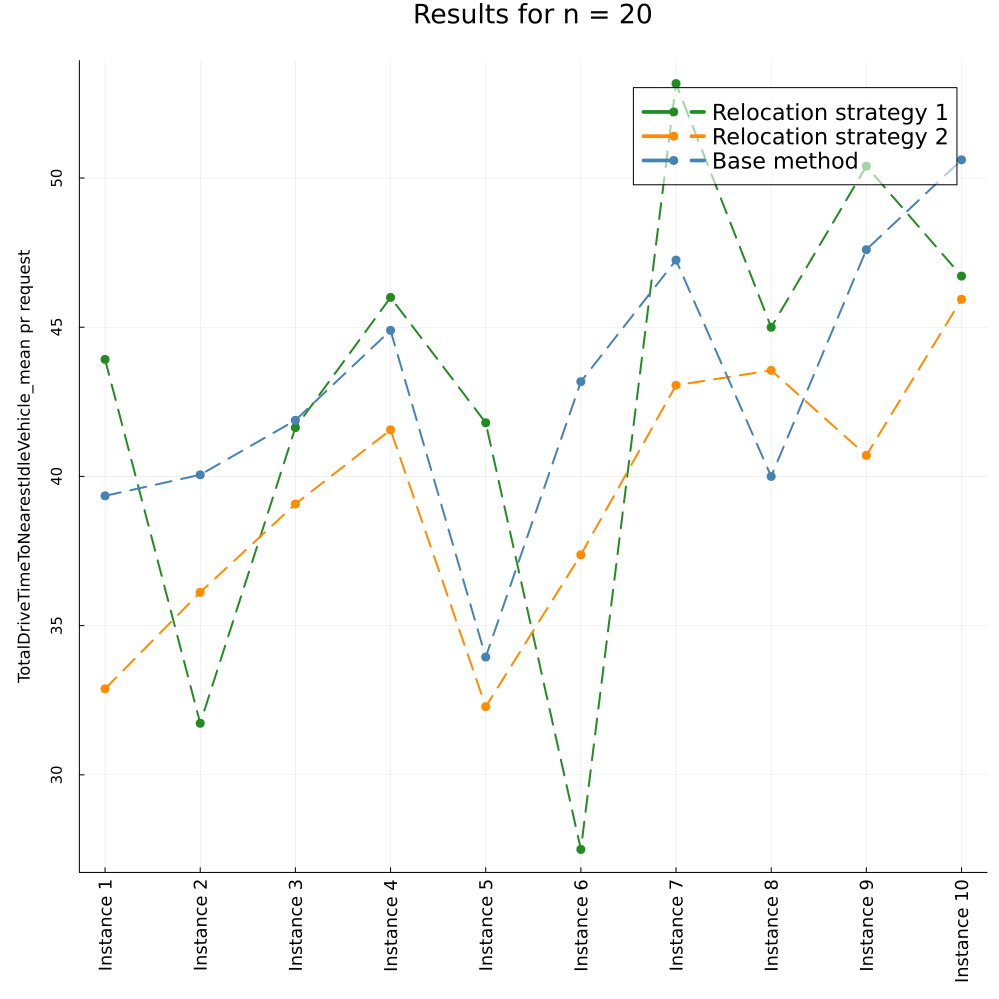 Results for n = 20
Relocation strategy 1
Relocation strategy 2
Base method
TotalDriveTimeToNearestIdleVehicle_mean pr request
50
45
40
35
30
Instance 1
Instance 2
Instance 3
Instance 4
Instance 5
Instance 6
Instance 7
Instance 8
Instance 9
Instance 10